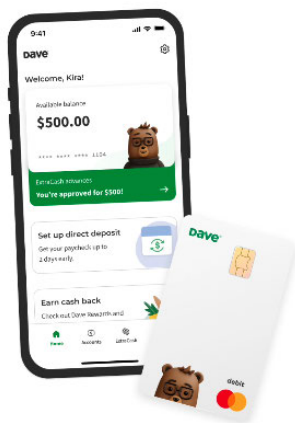 9:41
Dave
Welcome, Kira!
Available balance
$500.00
•••• •••• •••• 1184
ExtraCash advances
You're approved for $500!
Set up direct deposit
Get your paycheck up to
2 days early.
Earn cash back
Check out Dave Rewards and
Home
Accounts
ExtraCash
Dave
debit